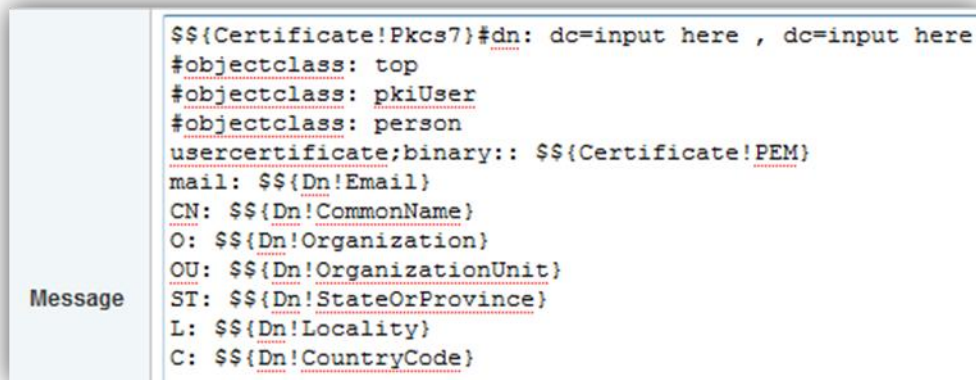 $${Certificate!Pkcs7}#dn: dc=input here , dc=input here
#objectclass: top
#objectclass: pkiUser
#objectclass: person
usercertificate;binary:: $${Certificate!PEM}
mail: $${Dn!Email}
CN: $${Dn!CommonName}
O: $${Dn!Organization}
OU: $${Dn!OrganizationUnit}
Message
ST: $${Dn!StateOrProvince}
L: $${Dn!Locality}
C: $${Dn!CountryCode}